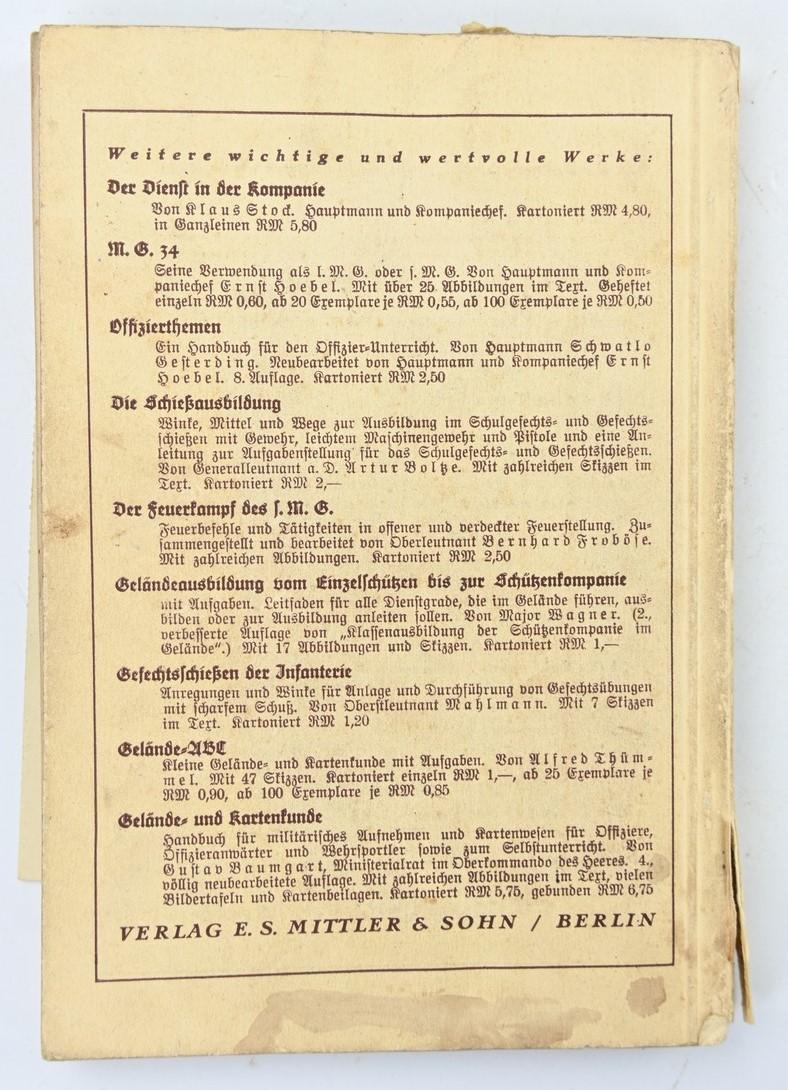 Weitere wichtige und wertvolle Werke:
Der Dienst in der Kompanie
Von Klaus Stock. Hauptmann und Kompaniechef. Kartoniert RM 4,80,
in Ganzleinen RM 5,80
M. G. 34
Seine Verwendung als l. M. G. oder s. M. G. Von Hauptmann und Kom-
paniechef Ernst Hoebel. Mit über 25 Abbildungen im Text. Geheftet
einzeln RM 0,60, ab 20 Exemplare je RM 0,55, ab 100 Exemplare je RM 0,50
Offizierthemen
Ein Handbuch für den Offizier-Unterricht. Von Hauptmann Schwatlo
Gesterding. Neubearbeitet von Hauptmann und Kompaniechef Ernst
Hoebel. 8. Auflage. Kartoniert RM 2,50
Die Schießausbildung
Winke, Mittel und Wege zur Ausbildung im Schulgefechts- und Gefechts-
schießen mit Gewehr, leichtem Maschinengewehr und Pistole und eine An-
leitung zur Aufgabenstellung für das Schulgefechts- und Gefechtsschießen.
Von Generalleutnant a. D. Artur Boltze. Mit zahlreichen Skizzen im
Text. Kartoniert RM 2,—
Der Feuerkampf des s. M. G.
Feuerbefehle und Tätigkeiten in offener und verdeckter Feuerstellung. Zu-
sammengestellt und bearbeitet von Oberleutnant Bernhard Froböse.
Mit zahlreichen Abbildungen. Kartoniert RM 2,50
Geländeausbildung vom Einzelschützen bis zur Schützenkompanie
mit Aufgaben. Leitfaden für alle Dienstgrade, die im Gelände führen, aus-
bilden oder zur Ausbildung anleiten sollen. Von Major Wagner. (2.,
verbesserte Auflage von „Klassenausbildung der Schützenkompanie im
Gelände“.) Mit 17 Abbildungen und Skizzen. Kartoniert RM 1,—
Gefechtsschießen der Infanterie
Anregungen und Winke für Anlage und Durchführung von Gefechtsübungen
mit scharfem Schuß. Von Oberstleutnant Mahlmann. Mit 7 Skizzen
im Text. Kartoniert RM 1,20
Gelände-ABC
Kleine Gelände- und Kartenkunde mit Aufgaben. Von Alfred Thüm-
mel. Mit 47 Skizzen. Kartoniert einzeln RM 1,—, ab 25 Exemplare je
RM 0,90, ab 100 Exemplare je RM 0,85
Gelände- und Kartenkunde
Handbuch für militärisches Aufnehmen und Kartenwesen für Offiziere,
Offizieranwärter und Wehrsportler sowie zum Selbstunterricht. Von
Gustav Baumgart, Ministerialrat im Oberkommando des Heeres. 4.,
völlig neubearbeitete Auflage. Mit zahlreichen Abbildungen im Text, vielen
Bildertafeln und Kartenbeilagen. Kartoniert RM 5,75, gebunden RM 6,75
VERLAG E. S. MITTLER & SOHN / BERLIN